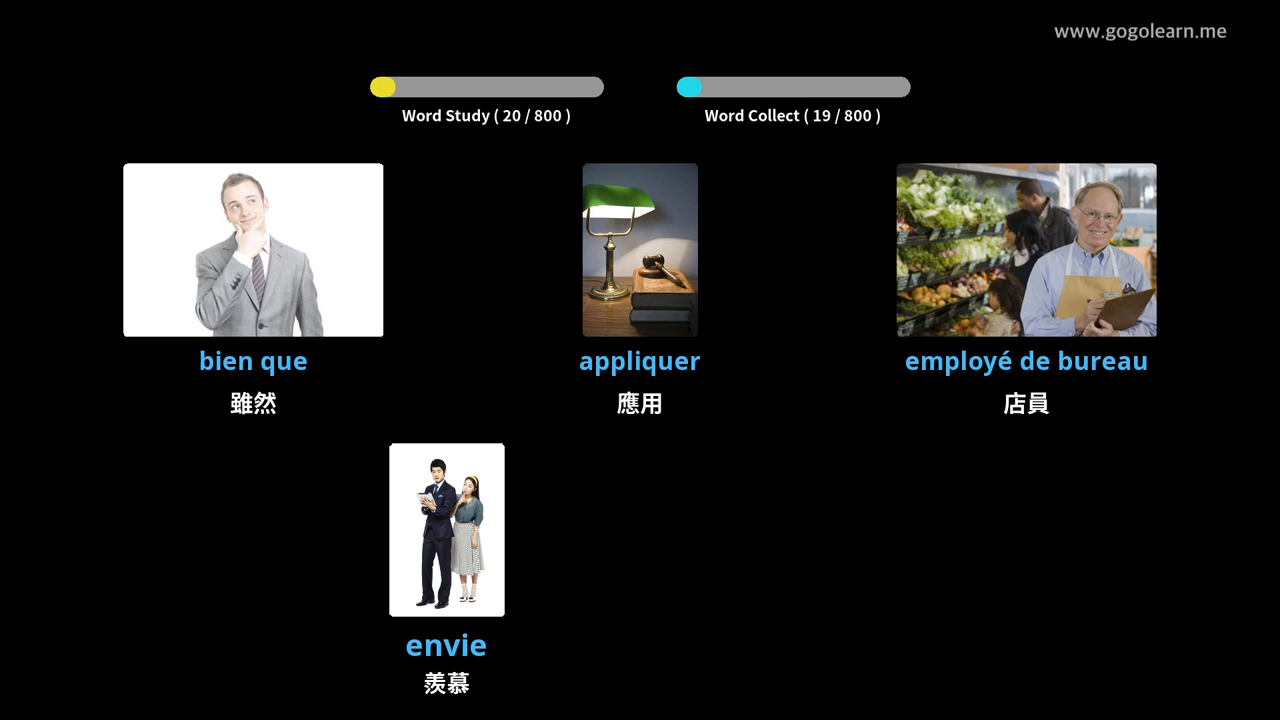 www.gogolearn.me
Word Study ( 20 / 800 )
Word Collect ( 19 / 800 )
bien que
雖然
appliquer
應用
employé de bureau
店員
envie
羨慕